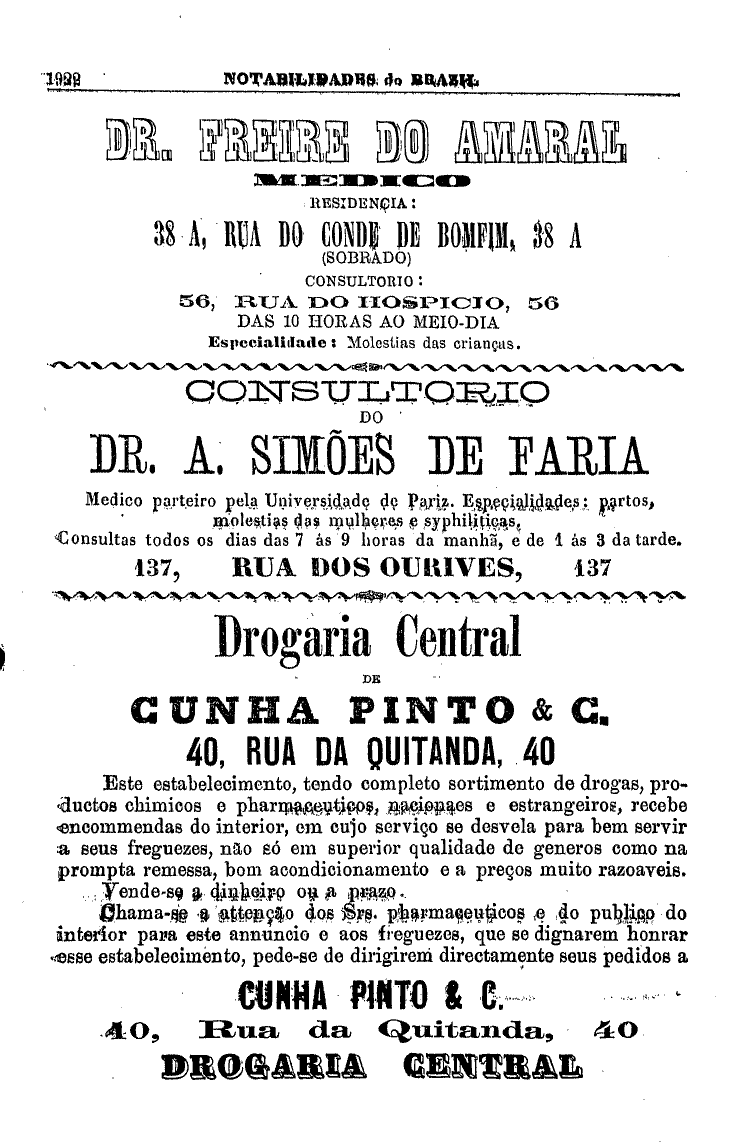 1922 NOTABILIDADES do BRAZIL
DR. FREIRE DO AMARAL
MEDICO
RESIDENCIA:
38 A, RUA DO CONDE DE BOMFIM, 38 A
(SOBRADO)
CONSULTORIO:
56, RUA DO HOSPICIO, 56
DAS 10 HORAS AO MEIO-DIA
Especialidade: Molestias das crianças.
CONSULTORIO
DO
DR. A. SIMÕES DE FARIA
Medico parteiro pela Universidade de Pariz. Especialidades: partos,
molestias das mulheres e syphiliticas.
Consultas todos os dias das 7 ás 9 horas da manhã, e de 1 ás 3 da tarde.
137, RUA DOS OURIVES, 137
Drogaria Central
DE
CUNHA PINTO & C.
40, RUA DA QUITANDA, 40
Este estabelecimento, tendo completo sortimento de drogas, pro-
ductos chimicos e pharmaceuticos, nacionaes e estrangeiros, recebe
encommendas do interior, em cujo serviço se desvela para bem servir
a seus freguezes, não só em superior qualidade de generos como na
prompta remessa, bom acondicionamento e a preços muito razoaveis.
Vende-se a dinheiro ou a prazo.
Chama-se a attenção dos Srs. pharmaceuticos e do publico do
interior para este annuncio e aos freguezes, que se dignarem honrar
esse estabelecimento, pede-se de dirigirem directamente seus pedidos a
CUNHA PINTO & C.
40, Rua da Quitanda, 40
DROGARIA CENTRAL